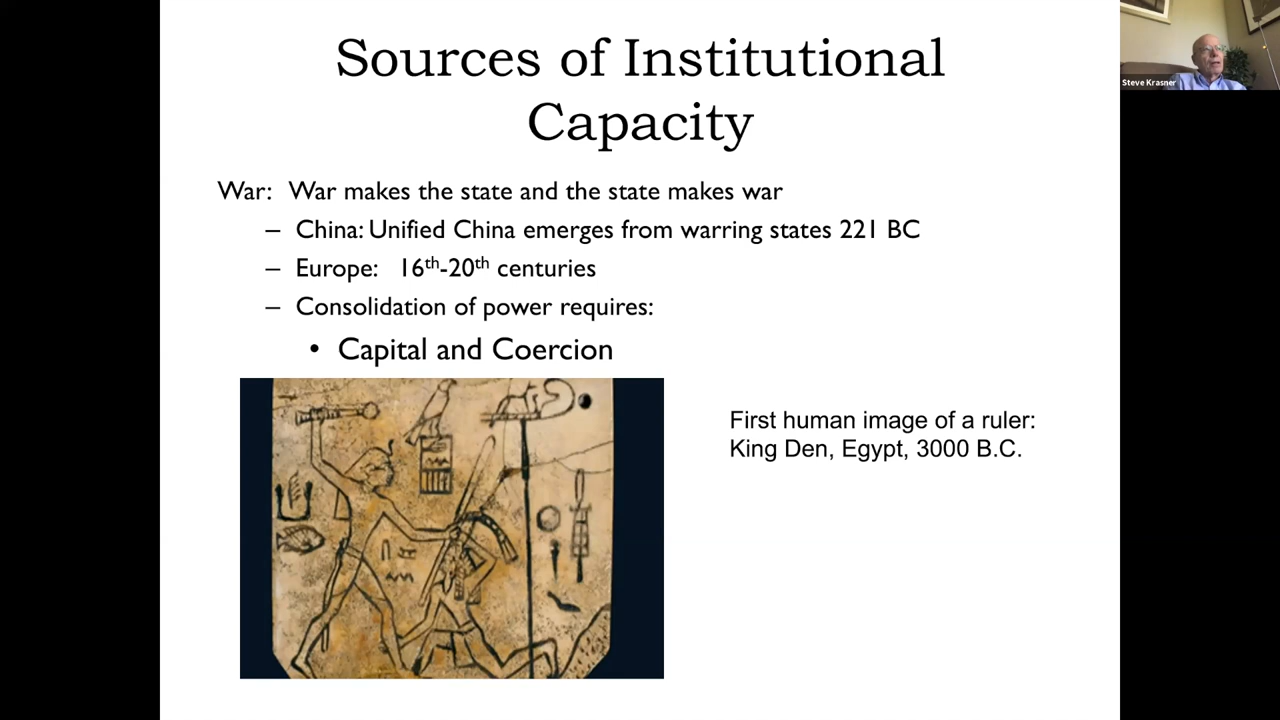 Sources of Institutional
Capacity
Steve Krasner
War: War makes the state and the state makes war
– China: Unified China emerges from warring states 221 BC
– Europe: 16th-20th centuries
– Consolidation of power requires:
• Capital and Coercion
First human image of a ruler:
King Den, Egypt, 3000 B.C.